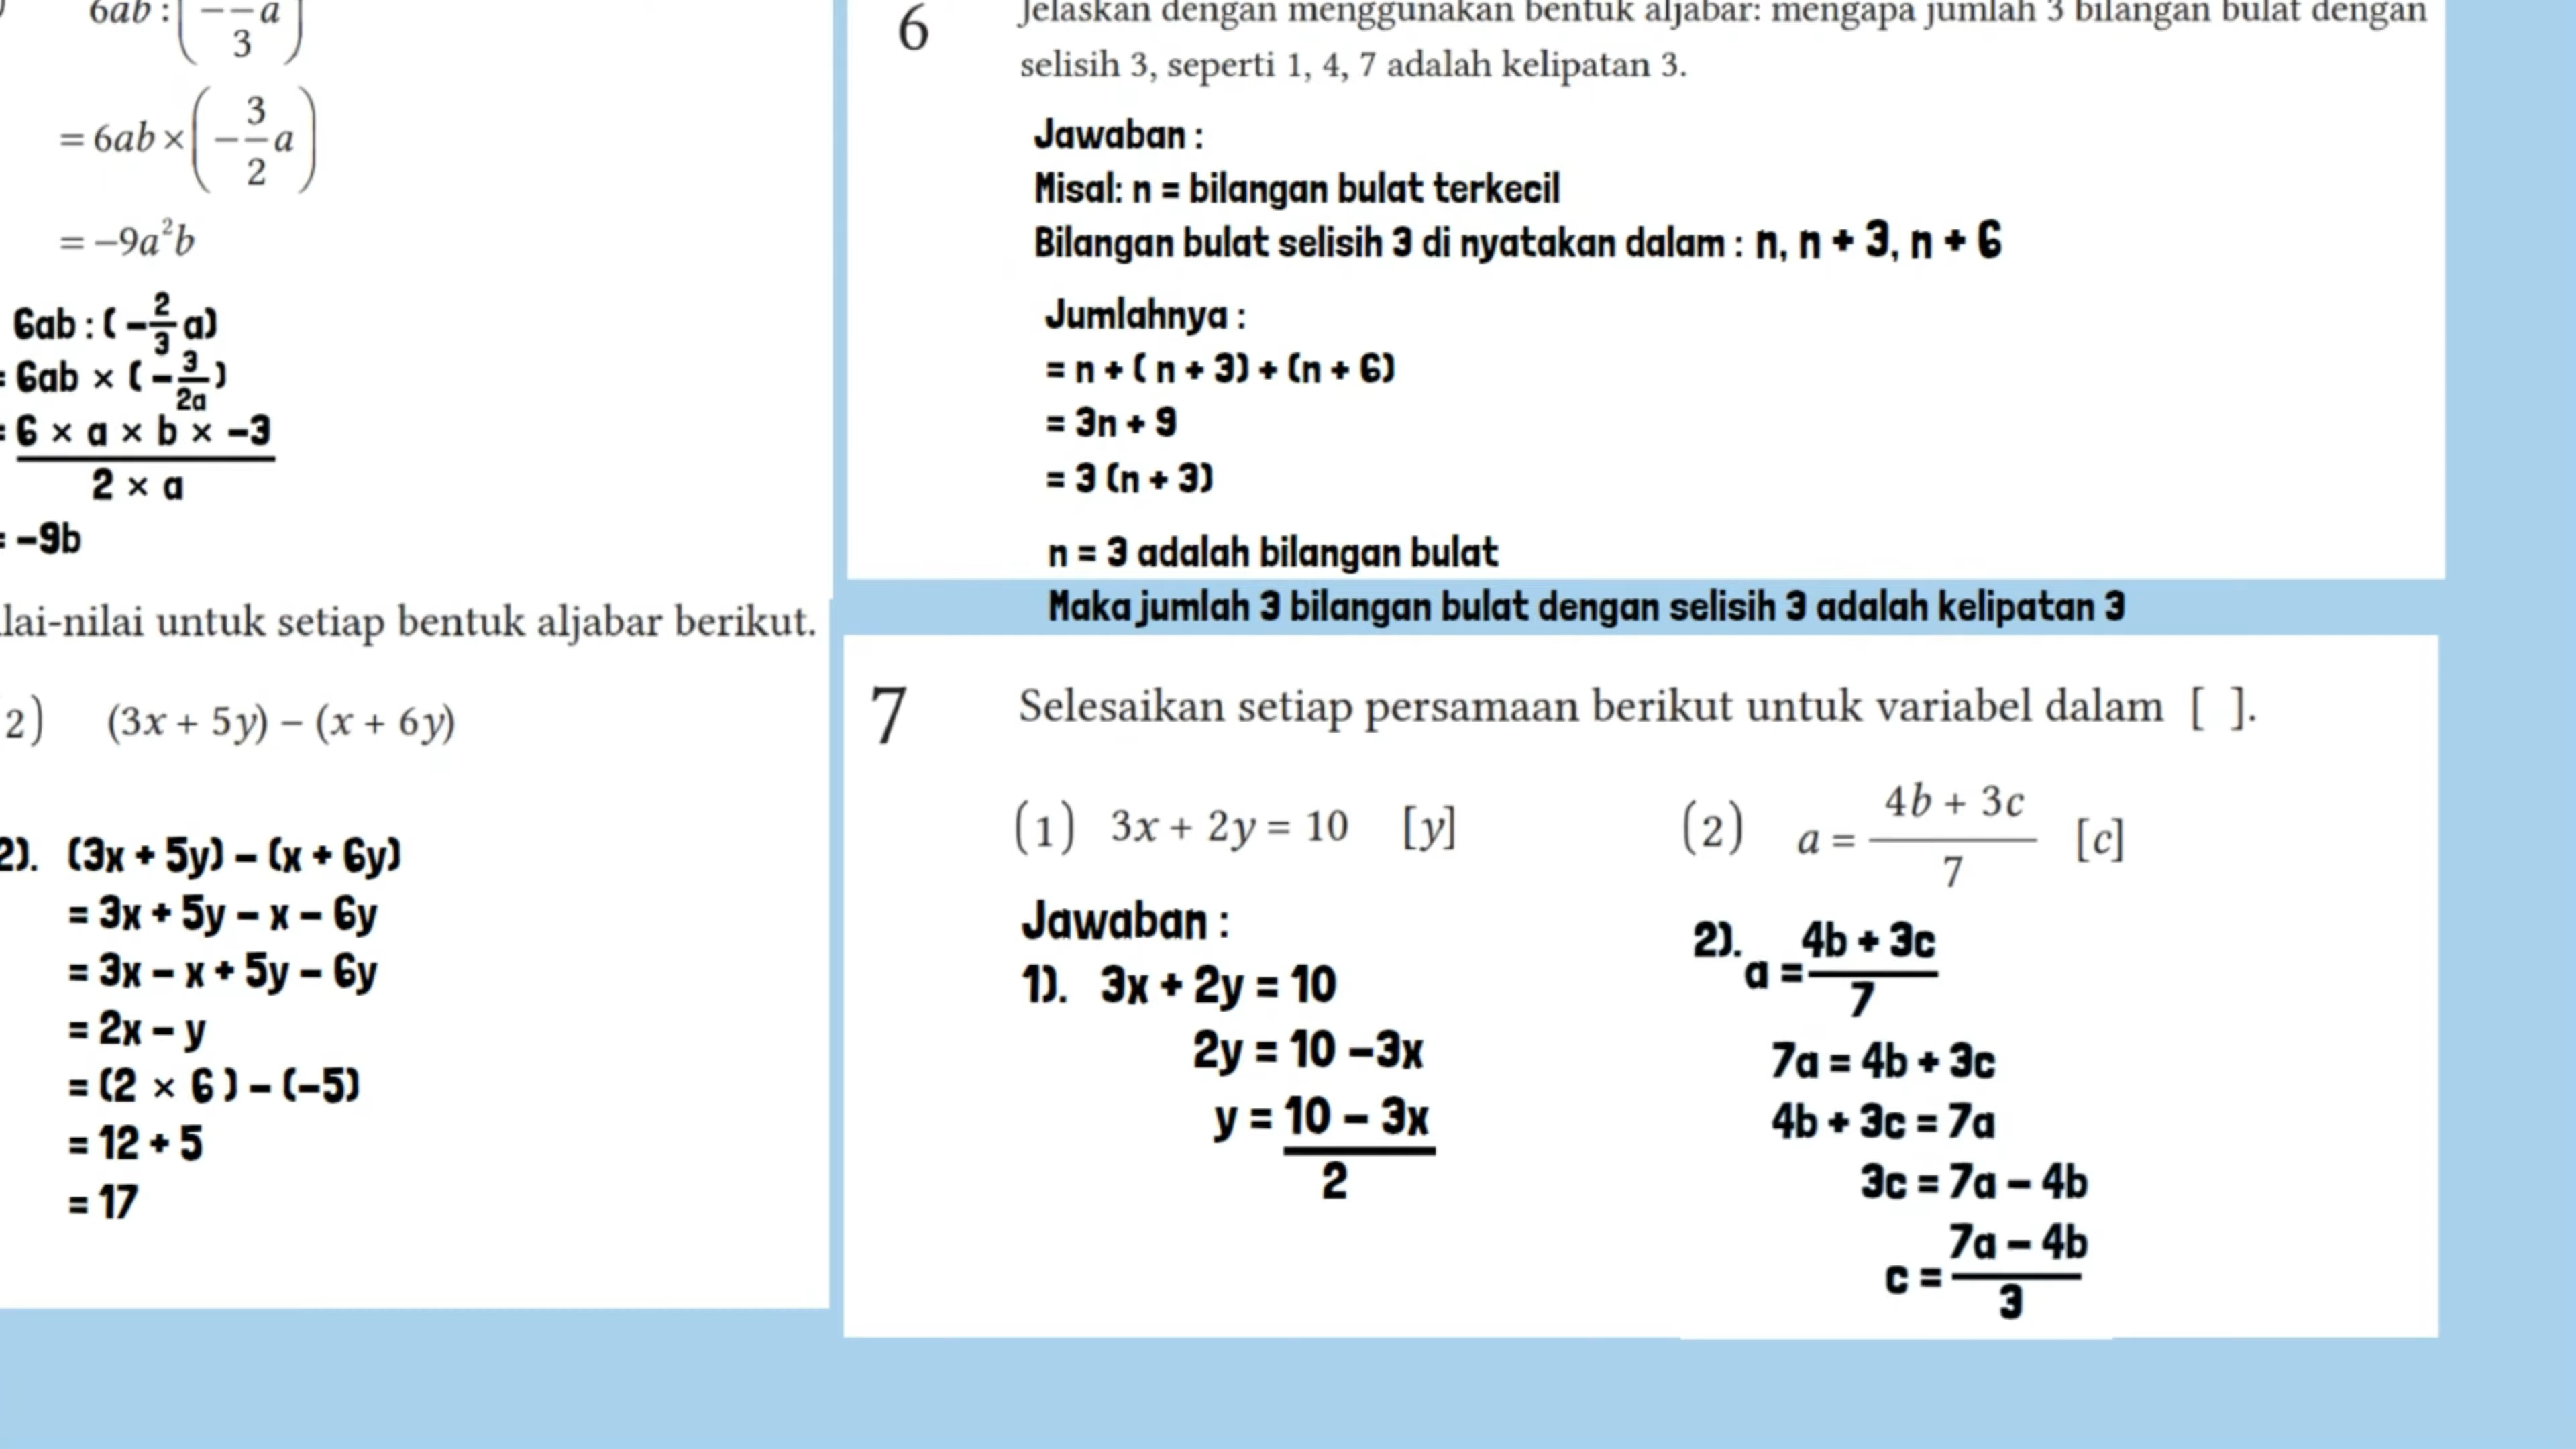 6ab : (−  a)
3
= 6ab × (− 3/2 a)
= −9a²b
6ab : ( − 2/3 a)
= 6ab × ( − 3/2a )
= 6 × a × b × −3
2 × a
= −9b
lai-nilai untuk setiap bentuk aljabar berikut.
2) (3x + 5y) − (x + 6y)
2). (3x + 5y) − (x + 6y)
= 3x + 5y − x − 6y
= 3x − x + 5y − 6y
= 2x − y
= (2 × 6 ) − (−5)
= 12 + 5
= 17
6 Jelaskan dengan menggunakan bentuk aljabar: mengapa jumlah 3 bilangan bulat dengan
selisih 3, seperti 1, 4, 7 adalah kelipatan 3.
Jawaban :
Misal: n = bilangan bulat terkecil
Bilangan bulat selisih 3 di nyatakan dalam : n, n + 3, n + 6
Jumlahnya :
= n + ( n + 3) + (n + 6)
= 3n + 9
= 3 (n + 3)
n = 3 adalah bilangan bulat
Maka jumlah 3 bilangan bulat dengan selisih 3 adalah kelipatan 3
7 Selesaikan setiap persamaan berikut untuk variabel dalam [ ].
(1) 3x + 2y = 10 [y]
(2) a = 4b + 3c / 7 [c]
Jawaban :
1). 3x + 2y = 10
2y = 10 −3x
y = 10 − 3x
2
2). a = 4b + 3c
7
7a = 4b + 3c
4b + 3c = 7a
3c = 7a − 4b
c = 7a − 4b
3